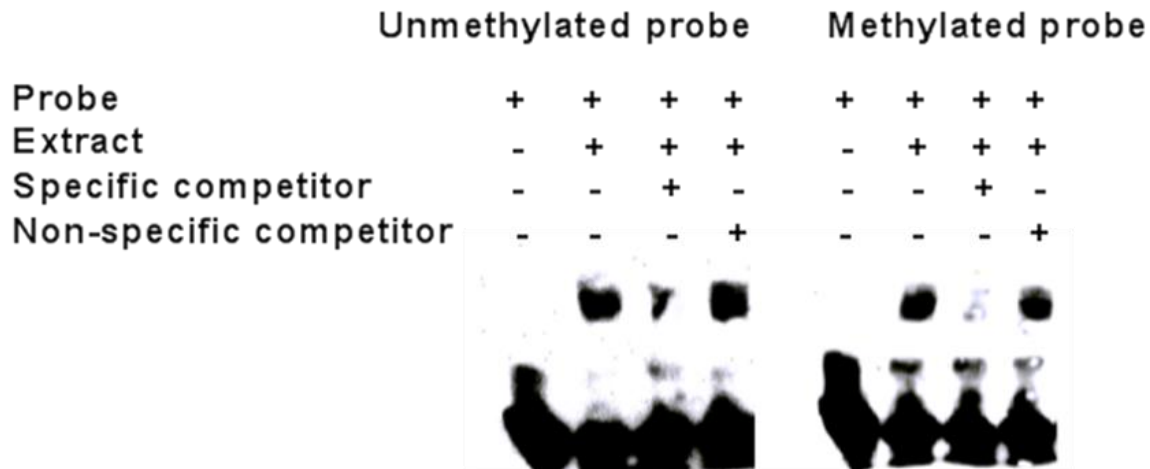 Unmethylated probe Methylated probe
Probe + + + + + + + +
Extract - + + + - + + +
Specific competitor - - + - - - + -
Non-specific competitor - - - + - - - +